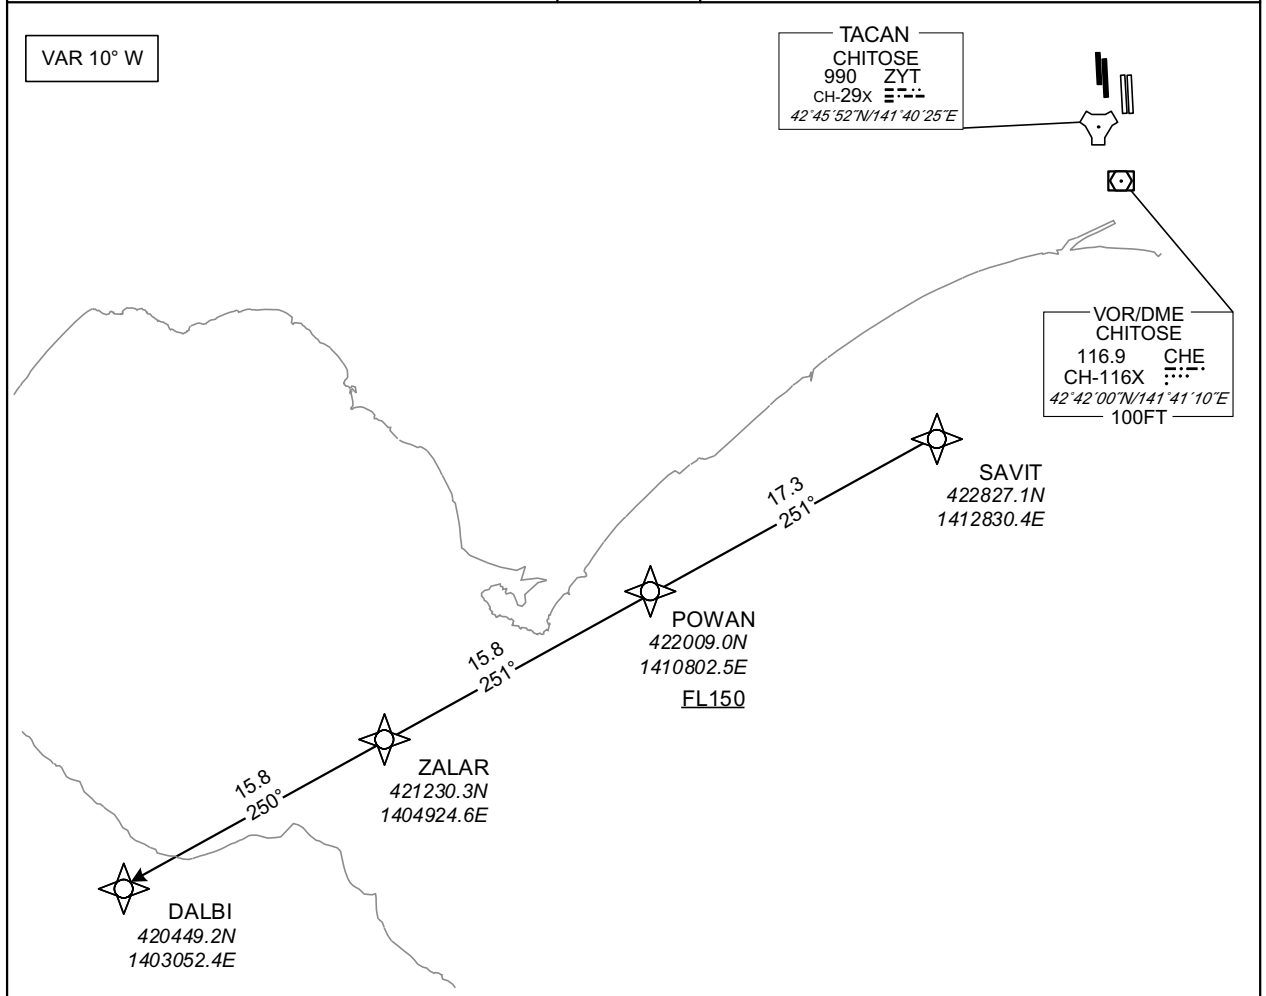 VAR 10° W
TACAN
CHITOSE
990 ZYT
CH-29X
42°45´52˝N/141°40´25˝E
VOR/DME
CHITOSE
116.9 CHE
CH-116X
42°42´00˝N/141°41´10˝E
100FT
SAVIT
422827.1N
1412830.4E
17.3
251°
POWAN
422009.0N
1410802.5E
FL150
15.8
251°
ZALAR
421230.3N
1404924.6E
15.8
250°
DALBI
420449.2N
1403052.4E